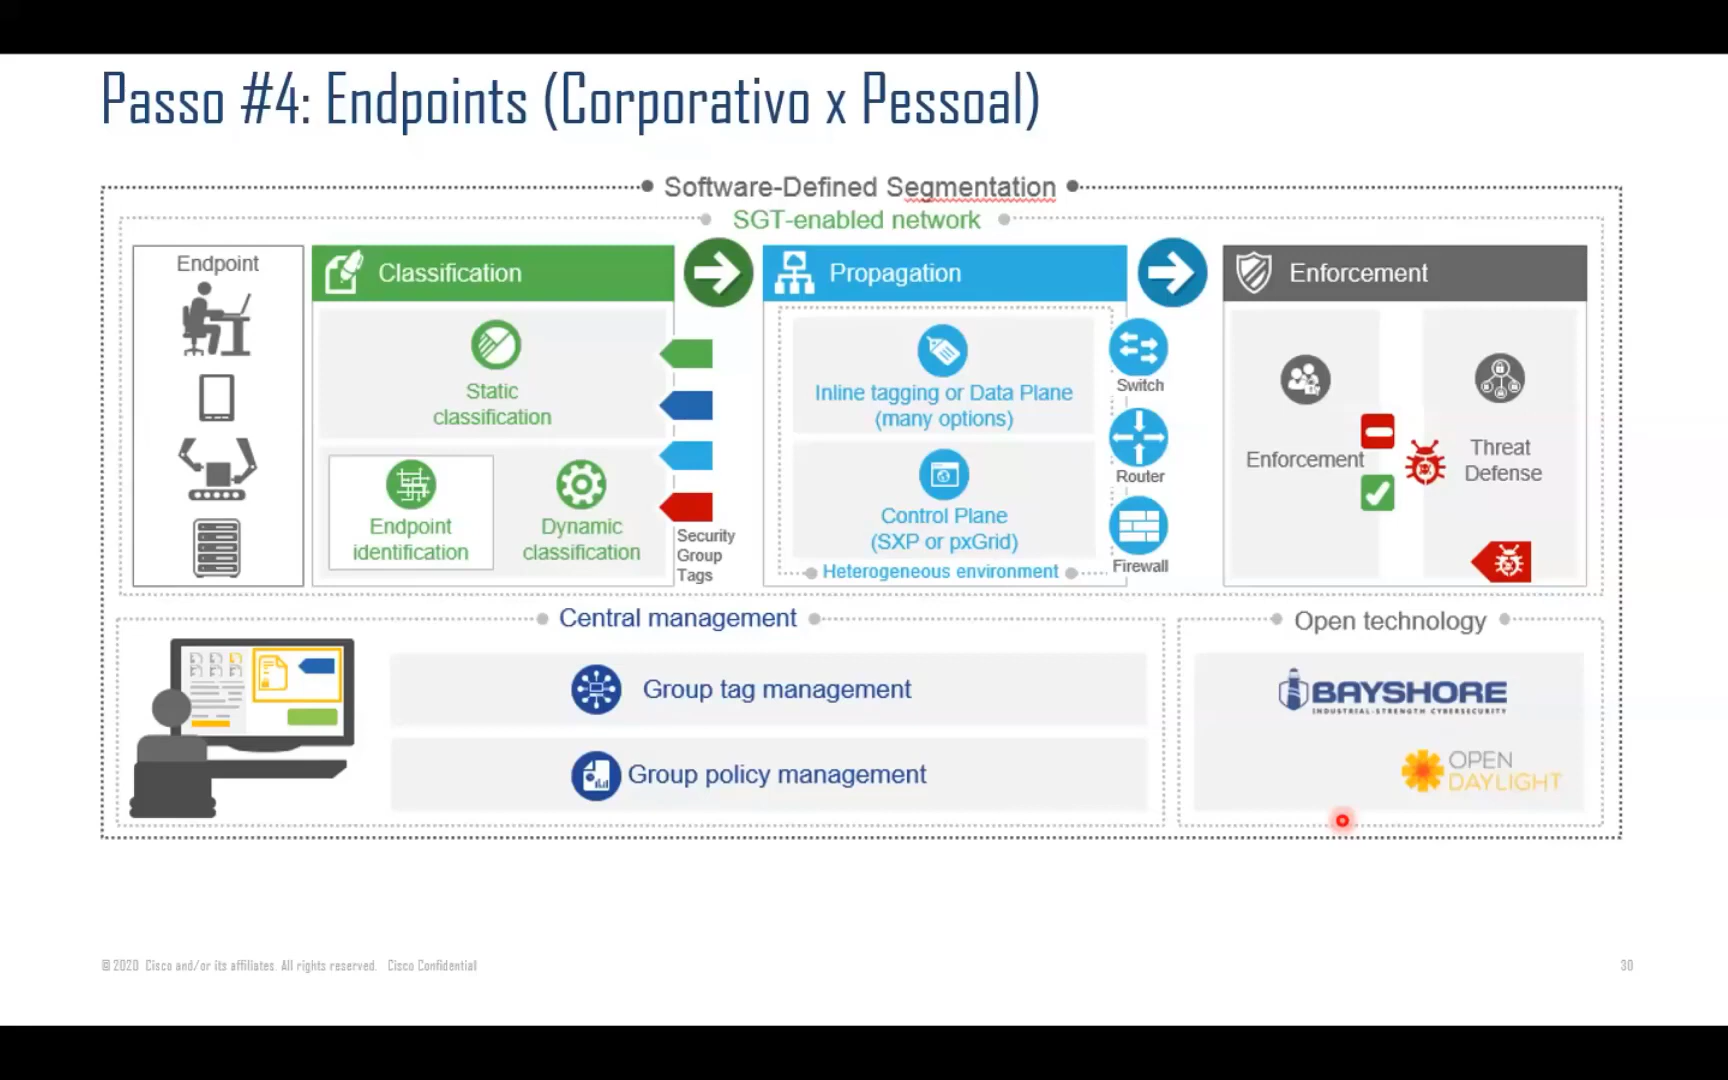 Passo #4: Endpoints (Corporativo x Pessoal)
Software-Defined Segmentation
SGT-enabled network
Endpoint
Classification
Static
classification
Endpoint
identification
Dynamic
classification
Security
Group
Tags
Propagation
Inline tagging or Data Plane
(many options)
Control Plane
(SXP or pxGrid)
Heterogeneous environment
Switch
Router
Firewall
Enforcement
Enforcement
Threat
Defense
Central management
Group tag management
Group policy management
Open technology
BAYSHORE
INDUSTRIAL-STRENGTH CYBERSECURITY
OPEN
DAYLIGHT
© 2020 Cisco and/or its affiliates. All rights reserved. Cisco Confidential
30